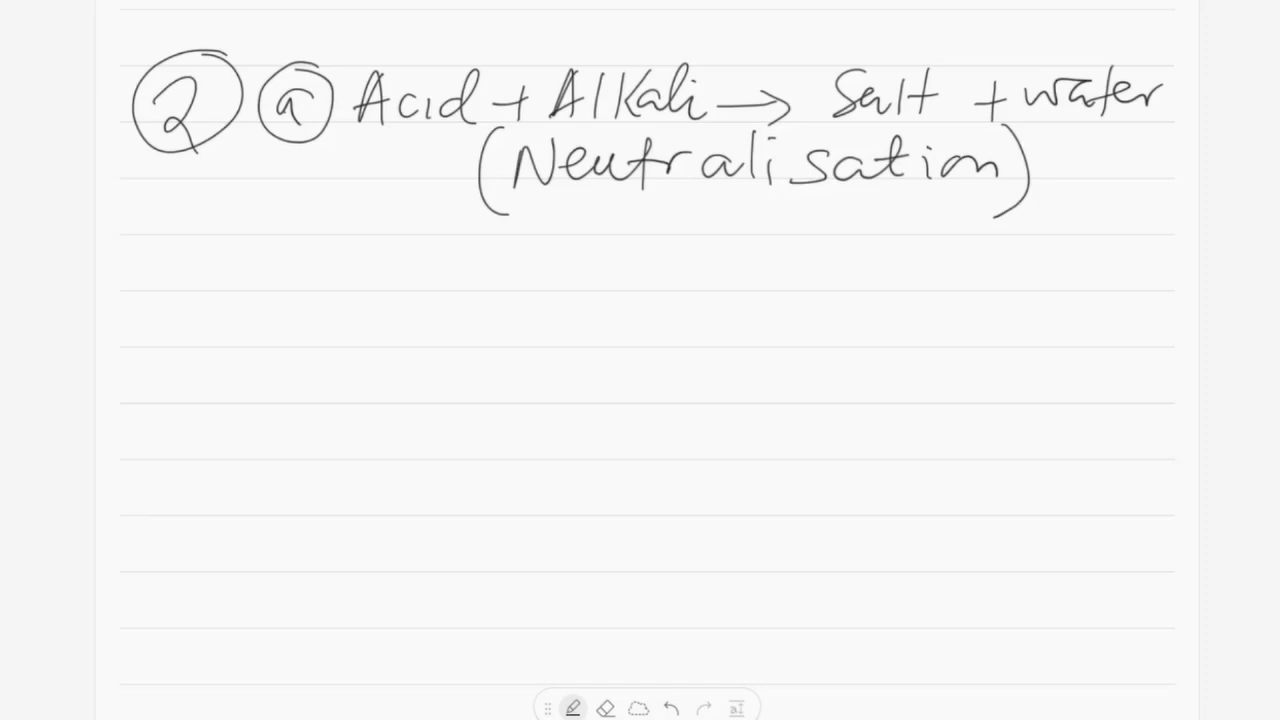 2 a Acid + Alkali → Salt + water
(Neutralisation)